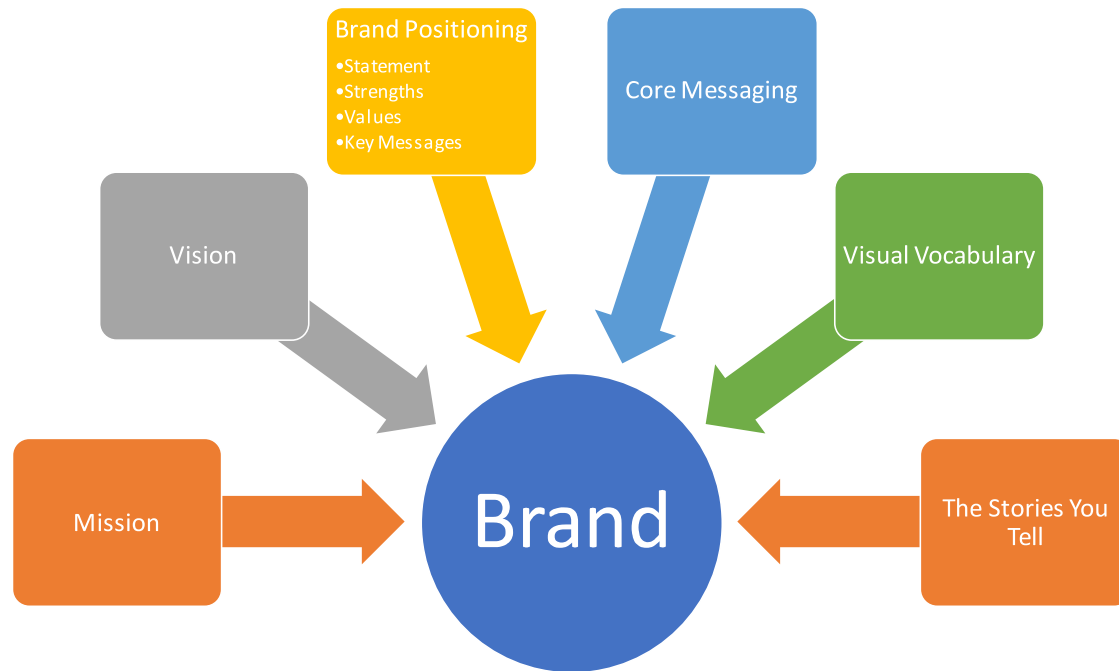 Brand Positioning
•Statement
•Strengths
•Values
•Key Messages
Core Messaging
Vision
Visual Vocabulary
Mission
Brand
The Stories You
Tell